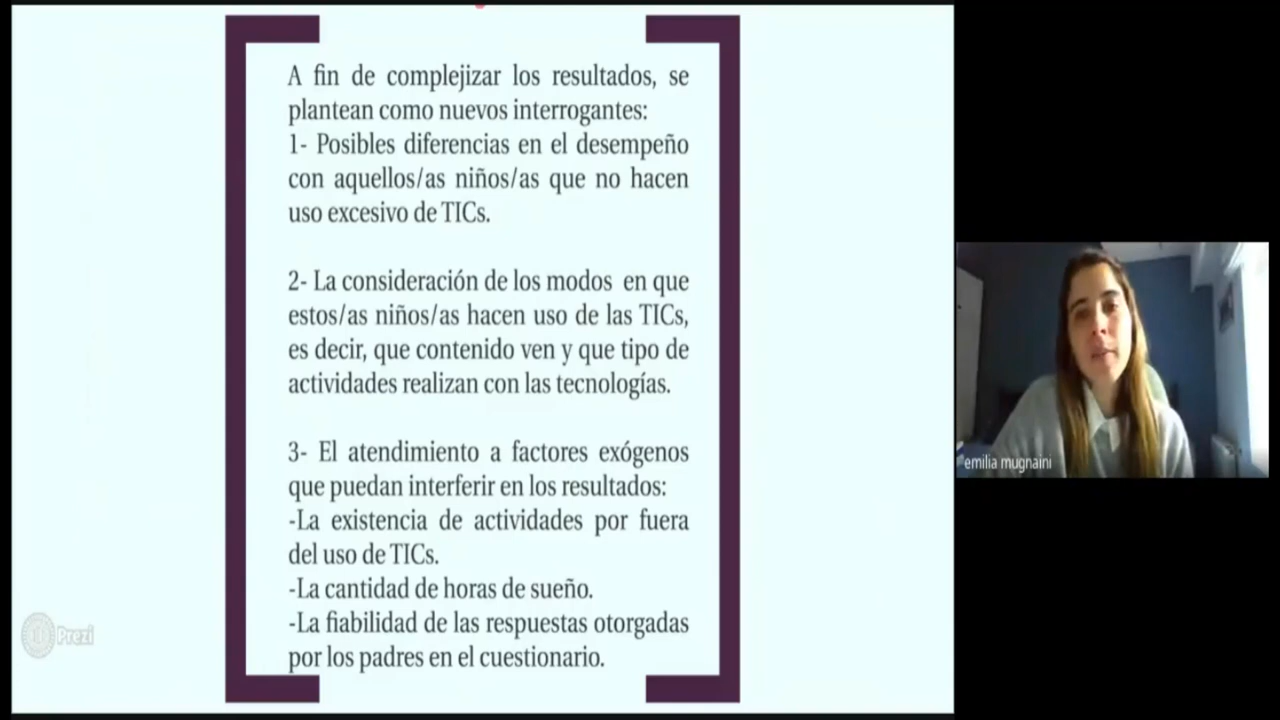 A fin de complejizar los resultados, se
plantean como nuevos interrogantes:
1- Posibles diferencias en el desempeño
con aquellos/as niños/as que no hacen
uso excesivo de TICs.
2- La consideración de los modos en que
estos/as niños/as hacen uso de las TICs,
es decir, que contenido ven y que tipo de
actividades realizan con las tecnologías.
3- El atendimiento a factores exógenos
que puedan interferir en los resultados:
-La existencia de actividades por fuera
del uso de TICs.
-La cantidad de horas de sueño.
-La fiabilidad de las respuestas otorgadas
por los padres en el cuestionario.
emilia mugnaini
Prezi